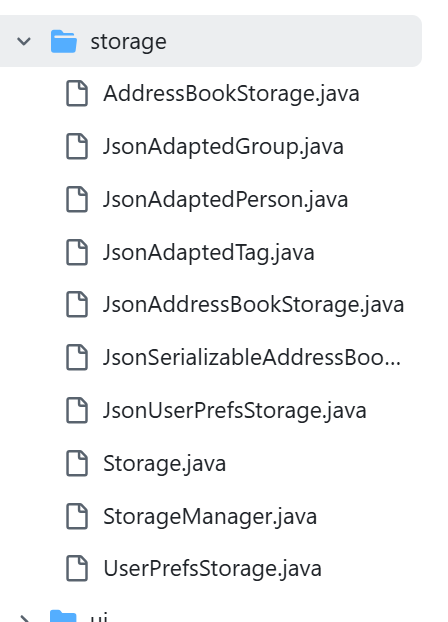 storage
AddressBookStorage.java
JsonAdaptedGroup.java
JsonAdaptedPerson.java
JsonAdaptedTag.java
JsonAddressBookStorage.java
JsonSerializableAddressBoo...
JsonUserPrefsStorage.java
Storage.java
StorageManager.java
UserPrefsStorage.java
ui